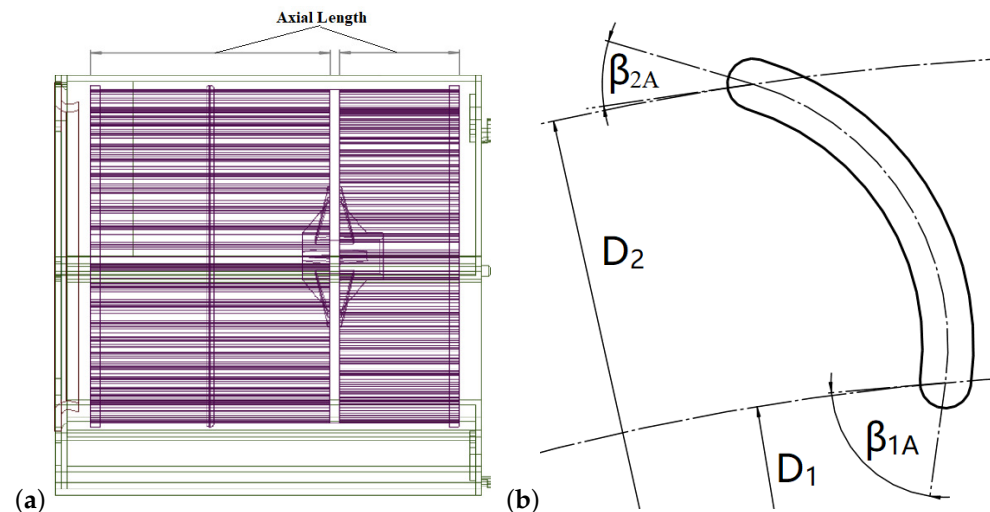 Axial Length
β2A
D2
β1A
D1
(a)
(b)